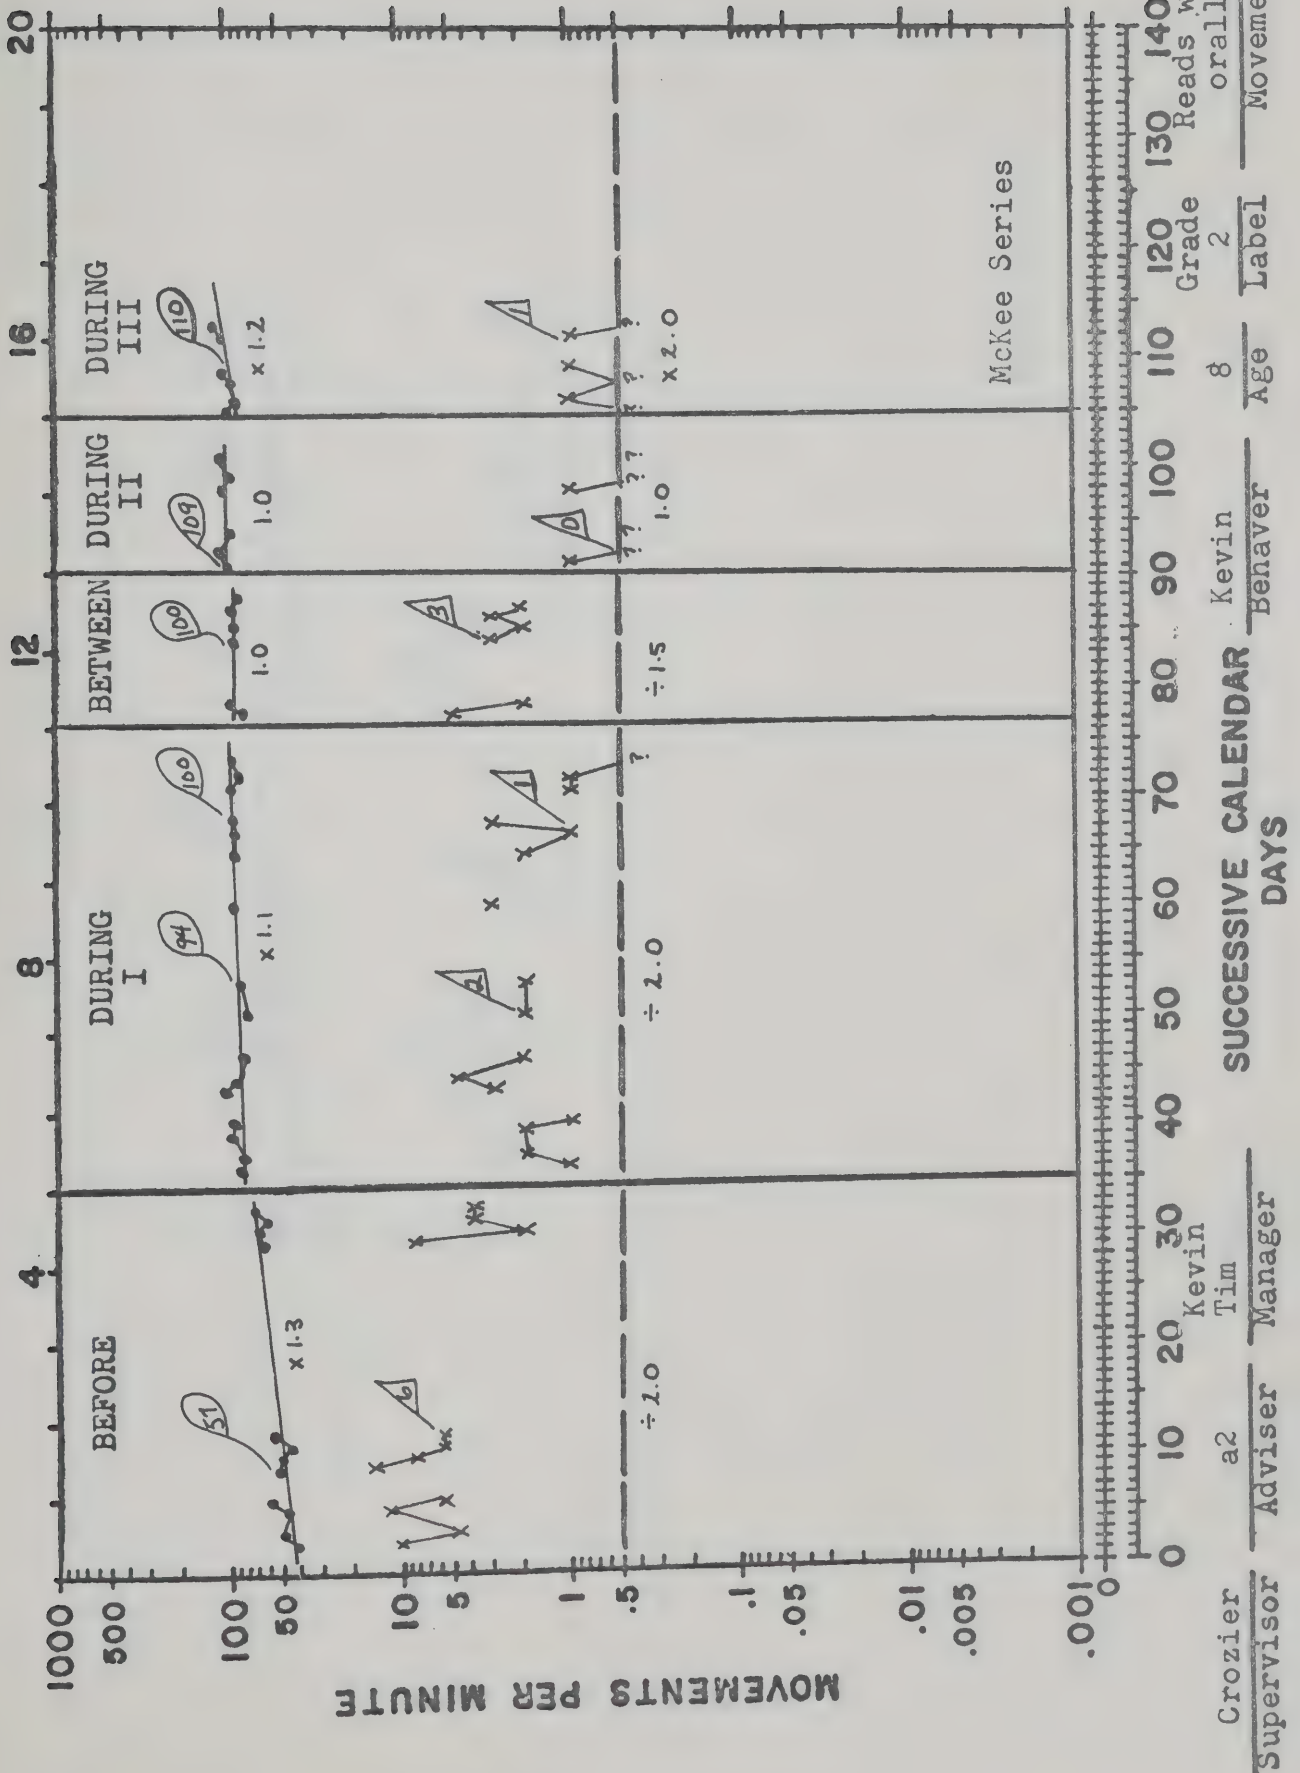 4 8 12 16 20
BEFORE
DURING
I
BETWEEN
DURING
II
DURING
III
57
94
100
100
109
110
x 1.3
x 1.1
1.0
1.0
x 1.2
6
2
1
3
0
1
? ? ? ? ? ? ? ?
÷2.0
÷ 2.0
÷1.5
1.0
x 2.0
McKee Series
1000
500
100
50
10
5
1
.5
.1
.05
.01
.005
.001
0
MOVEMENTS PER MINUTE
0 10 20 30 40 50 60 70 80 90 100 110 120 130 140
SUCCESSIVE CALENDAR
DAYS
Crozier
Supervisor
a2
Adviser
Kevin
Tim
Manager
Kevin
Benaver
8
Age
Grade
2
Label
Reads
orall
Moveme